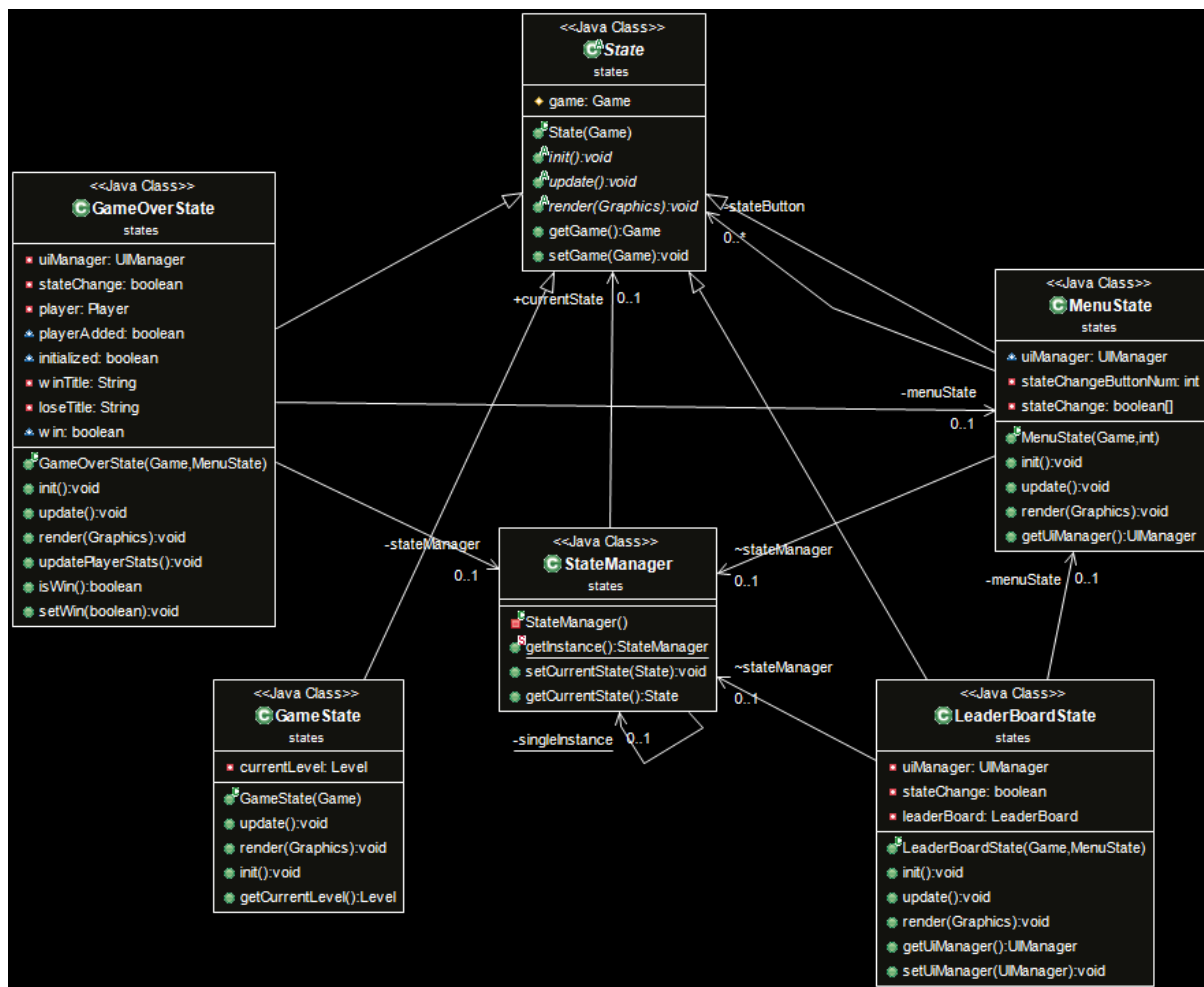 <<Java Class>>
State
states
game: Game
State(Game)
init():void
update():void
render(Graphics):void
getGame():Game
setGame(Game):void
<<Java Class>>
GameOverState
states
uiManager: UIManager
stateChange: boolean
player: Player
playerAdded: boolean
initialized: boolean
winTitle: String
loseTitle: String
win: boolean
GameOverState(Game,MenuState)
init():void
update():void
render(Graphics):void
updatePlayerStats():void
isWin():boolean
setWin(boolean):void
-stateButton
0..*
+currentState
0..1
<<Java Class>>
MenuState
states
uiManager: UIManager
stateChangeButtonNum: int
stateChange: boolean[]
MenuState(Game,int)
init():void
update():void
render(Graphics):void
getUiManager():UIManager
-menuState
0..1
-stateManager
0..1
<<Java Class>>
StateManager
states
StateManager()
getInstance():StateManager
setCurrentState(State):void
getCurrentState():State
~stateManager
0..1
-menuState
0..1
~stateManager
0..1
-singleInstance
0..1
<<Java Class>>
GameState
states
currentLevel: Level
GameState(Game)
update():void
render(Graphics):void
init():void
getCurrentLevel():Level
<<Java Class>>
LeaderBoardState
states
uiManager: UIManager
stateChange: boolean
leaderBoard: LeaderBoard
LeaderBoardState(Game,MenuState)
init():void
update():void
render(Graphics):void
getUiManager():UIManager
setUiManager(UIManager):void